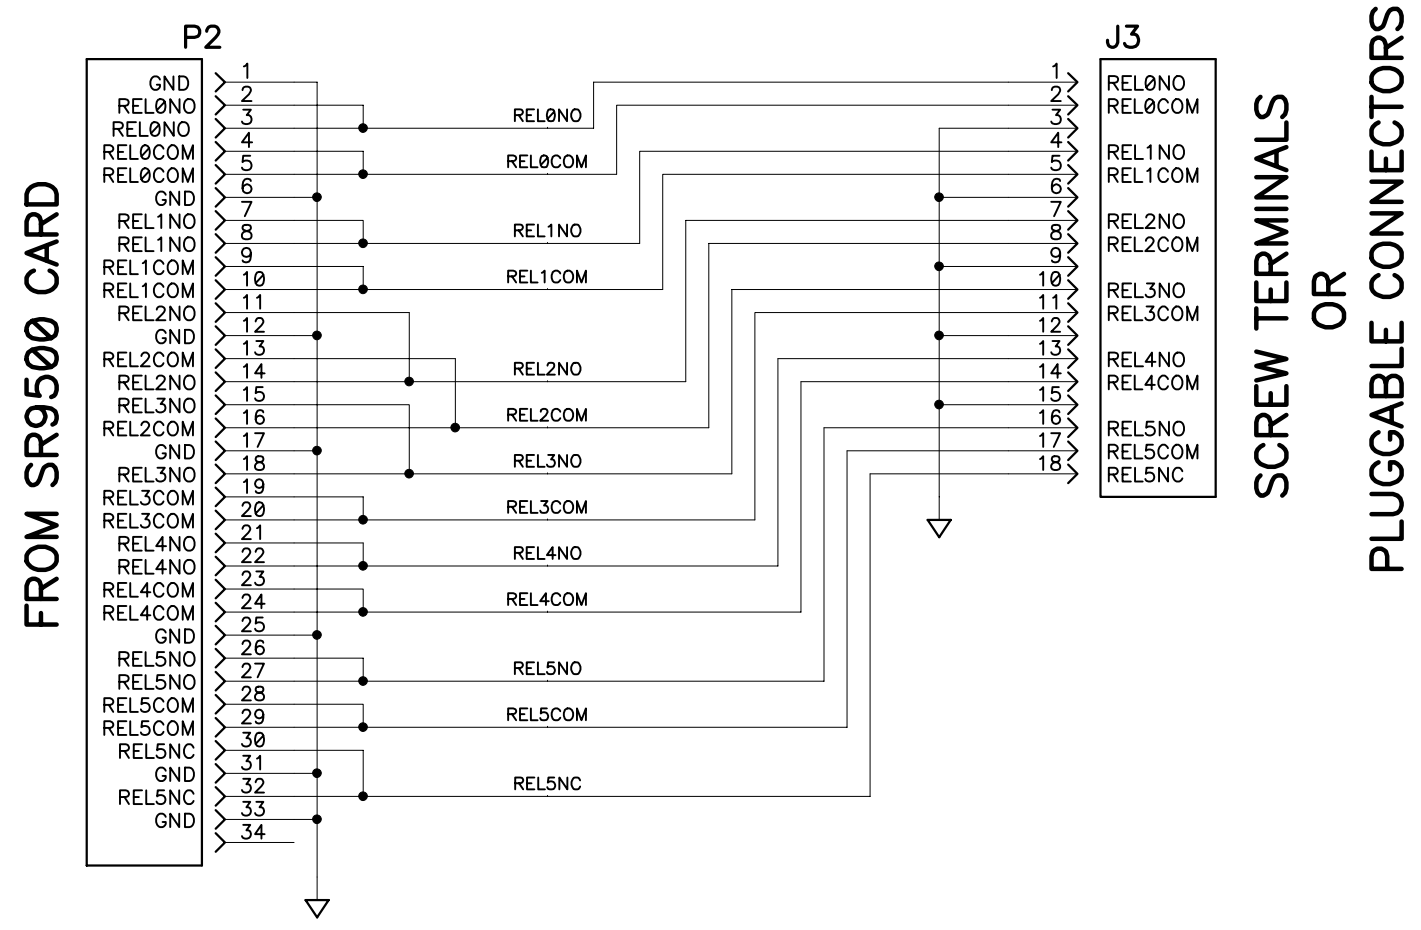 P2
J3
FROM SR9500 CARD
GND 1
REL0NO 2
REL0NO 3
REL0COM 4
REL0COM 5
GND 6
REL1NO 7
REL1NO 8
REL1COM 9
REL1COM 10
REL2NO 11
GND 12
REL2COM 13
REL2NO 14
REL3NO 15
REL2COM 16
GND 17
REL3NO 18
REL3COM 19
REL3COM 20
REL4NO 21
REL4NO 22
REL4COM 23
REL4COM 24
GND 25
REL5NO 26
REL5NO 27
REL5COM 28
REL5COM 29
REL5NC 30
GND 31
REL5NC 32
GND 33
34
REL0NO
REL0COM
REL1NO
REL1COM
REL2NO
REL2COM
REL3NO
REL3COM
REL4NO
REL4COM
REL5NO
REL5COM
REL5NC
1 REL0NO
2 REL0COM
3
4 REL1NO
5 REL1COM
6
7 REL2NO
8 REL2COM
9
10 REL3NO
11 REL3COM
12
13 REL4NO
14 REL4COM
15
16 REL5NO
17 REL5COM
18 REL5NC
SCREW TERMINALS
OR
PLUGGABLE CONNECTORS